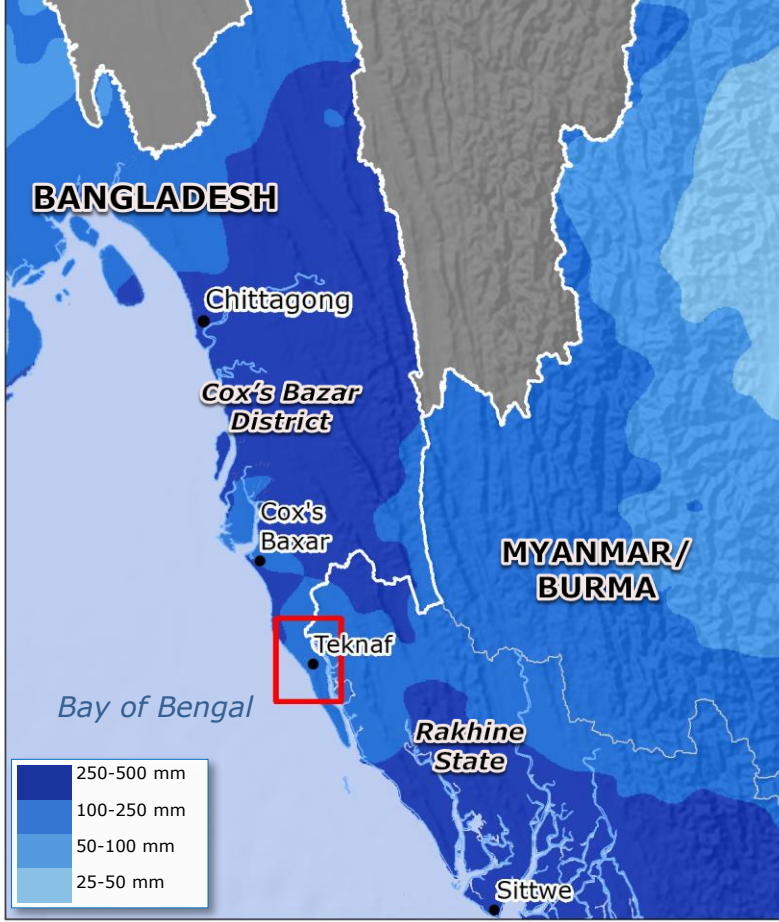 BANGLADESH
Chittagong
Cox's Bazar
District
Cox's
Baxar
MYANMAR/
BURMA
Teknaf
Bay of Bengal
Rakhine
State
250-500 mm
100-250 mm
50-100 mm
25-50 mm
Sittwe